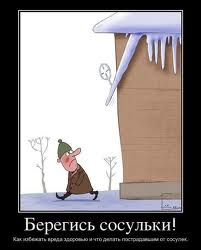 Берегись сосульки!
Как избежать вреда здоровью и что делать пострадавшим от сосулек.